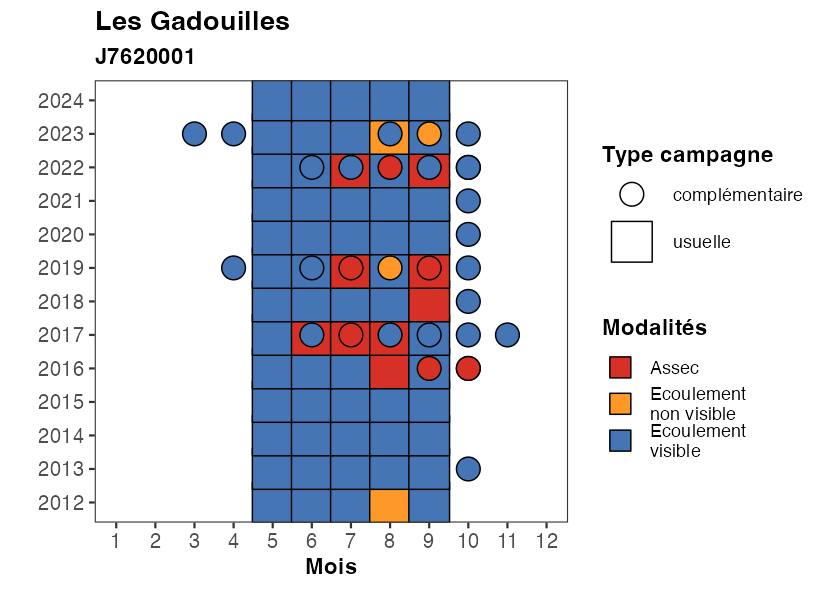 Les Gadouilles
J7620001
2024
2023
2022
2021
2020
2019
2018
2017
2016
2015
2014
2013
2012
1 2 3 4 5 6 7 8 9 10 11 12
Mois
Type campagne
complémentaire
usuelle
Modalités
Assec
Ecoulement
non visible
Ecoulement
visible